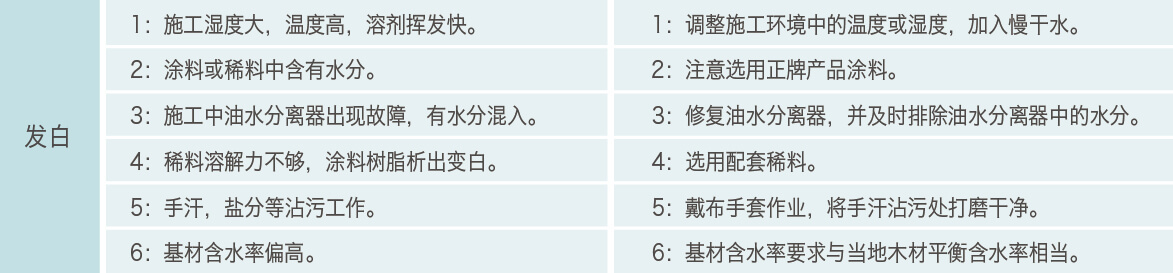 发白
1：施工湿度大，温度高，溶剂挥发快。
1：调整施工环境中的温度或湿度，加入慢干水。
2：涂料或稀料中含有水分。
2：注意选用正牌产品涂料。
3：施工中油水分离器出现故障，有水分混入。
3：修复油水分离器，并及时排除油水分离器中的水分。
4：稀料溶解力不够，涂料树脂析出变白。
4：选用配套稀料。
5：手汗，盐分等沾污工作。
5：戴布手套作业，将手汗沾污处打磨干净。
6：基材含水率偏高。
6：基材含水率要求与当地木材平衡含水率相当。